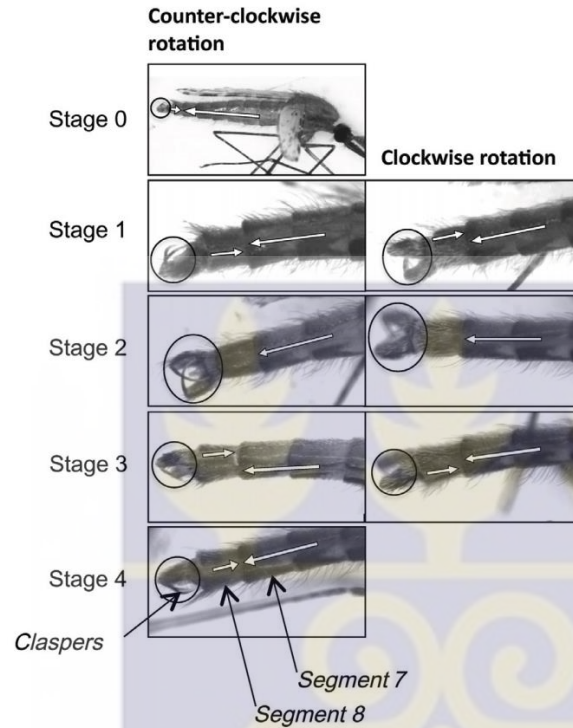 Counter-clockwise
rotation
Stage 0
Clockwise rotation
Stage 1
Stage 2
Stage 3
Stage 4
Claspers
Segment 7
Segment 8